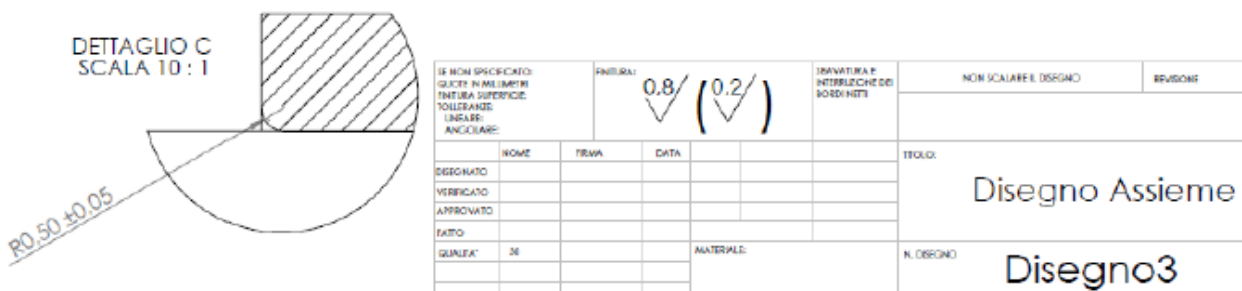 DETTAGLIO C
SCALA 10 : 1
R0,50 ±0,05
SE NON SPECIFICATO:
QUOTE IN MILLIMETRI
FINITURA SUPERFICIE:
TOLLERANZE:
LINEARE:
ANGOLARE:
FINITURA:
0.8
(0.2)
SBAVATURA E
INTERRUZIONE DEI
BORDI NETTI
NON SCALARE IL DISEGNO
REVISIONE
NOME
FIRMA
DATA
DISEGNATO
VERIFICATO
APPROVATO
FATTO
QUALITA'
MATERIALE:
TITOLO:
Disegno Assieme
N. DISEGNO
Disegno3